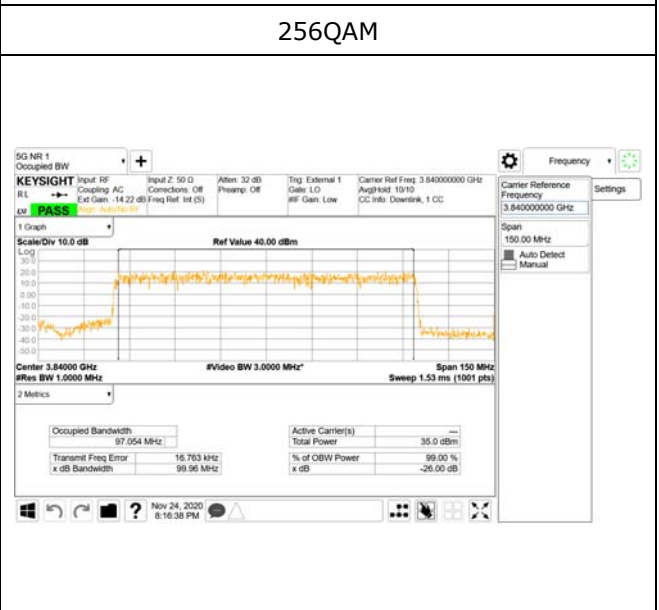 256QAM
5G NR 1
Occupied BW
Frequency
KEYSIGHT
RL
PASS
Input: RF
Coupling: AC
Ext Gain: -14.22 dB
Align: Auto/No RF
Input Z: 50 Ω
Corrections: Off
Freq Ref: Int (S)
Atten: 32 dB
Preamp: Off
Trig: External 1
Gate: LO
#IF Gain: Low
Carrier Ref Freq: 3.840000000 GHz
Avg|Hold: 10/10
CC Info: Downlink, 1 CC
Carrier Reference
Frequency
3.840000000 GHz
Settings
Span
150.00 MHz
Auto Detect
Manual
1 Graph
Scale/Div 10.0 dB
Ref Value 40.00 dBm
Log
30.0
20.0
10.0
0.00
-10.0
-20.0
-30.0
-40.0
-50.0
Center 3.84000 GHz
#Video BW 3.0000 MHz*
Span 150 MHz
#Res BW 1.0000 MHz
Sweep 1.53 ms (1001 pts)
2 Metrics
Occupied Bandwidth
97.054 MHz
Active Carrier(s)
---
Total Power
35.0 dBm
Transmit Freq Error
16.763 kHz
% of OBW Power
99.00 %
x dB Bandwidth
99.96 MHz
x dB
-26.00 dB
?
Nov 24, 2020
8:16:38 PM